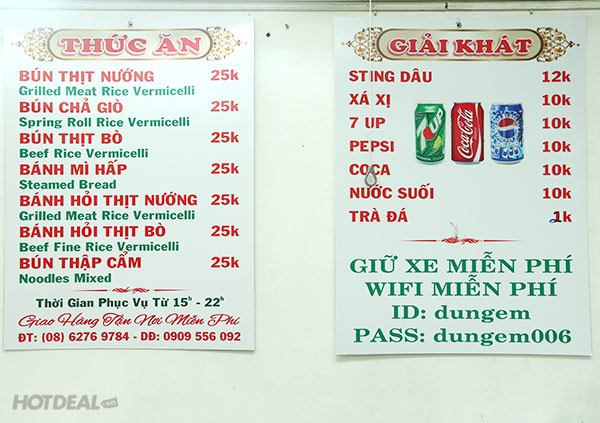 THỨC ĂN
BÚN THỊT NƯỚNG 25k
Grilled Meat Rice Vermicelli
BÚN CHẢ GIÒ 25k
Spring Roll Rice Vermicelli
BÚN THỊT BÒ 25k
Beef Rice Vermicelli
BÁNH MÌ HẤP 25k
Steamed Bread
BÁNH HỎI THỊT NƯỚNG 25k
Grilled Meat Rice Vermicelli
BÁNH HỎI THỊT BÒ 25k
Beef Fine Rice Vermicelli
BÚN THẬP CẨM 25k
Noodles Mixed
Thời Gian Phục Vụ Từ 15h - 22h
Giao Hàng Tận Nơi Miễn Phí
ĐT: (08) 6276 9784 - DĐ: 0909 556 092
GIẢI KHÁT
STING DÂU 12k
XÁ XỊ 10k
7 UP 10k
PEPSI 10k
COCA 10k
NƯỚC SUỐI 10k
TRÀ ĐÁ 2k
7UP
Coca-Cola
GIỮ XE MIỄN PHÍ
WIFI MIỄN PHÍ
ID: dungem
PASS: dungem006
HOTDEAL.vn